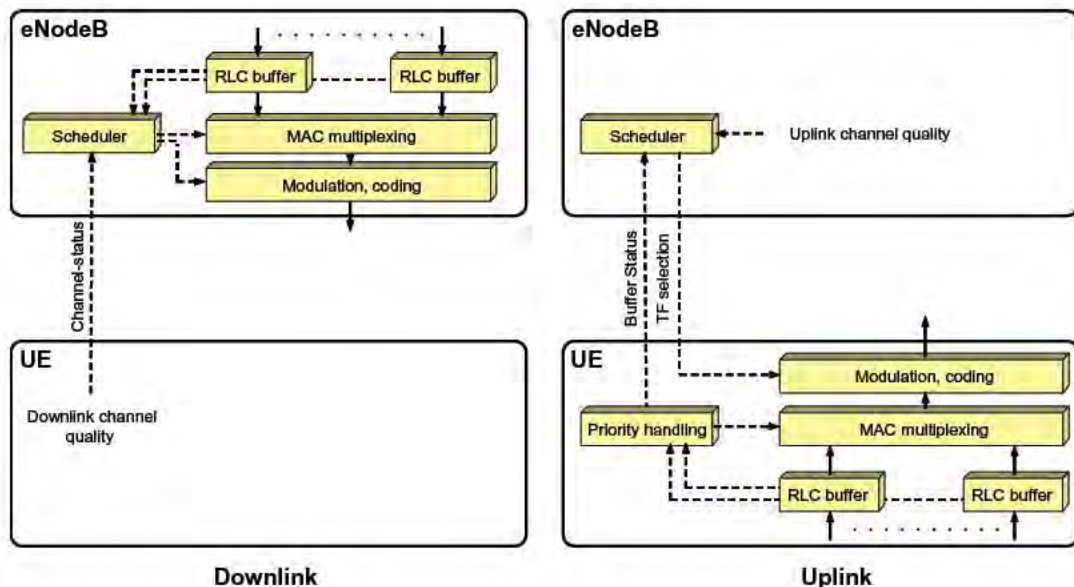 eNodeB
RLC buffer
RLC buffer
Scheduler
MAC multiplexing
Modulation, coding
Channel-status
UE
Downlink channel
quality
Downlink
eNodeB
Scheduler
Uplink channel quality
Buffer Status
TF selection
UE
Modulation, coding
Priority handling
MAC multiplexing
RLC buffer
RLC buffer
Uplink